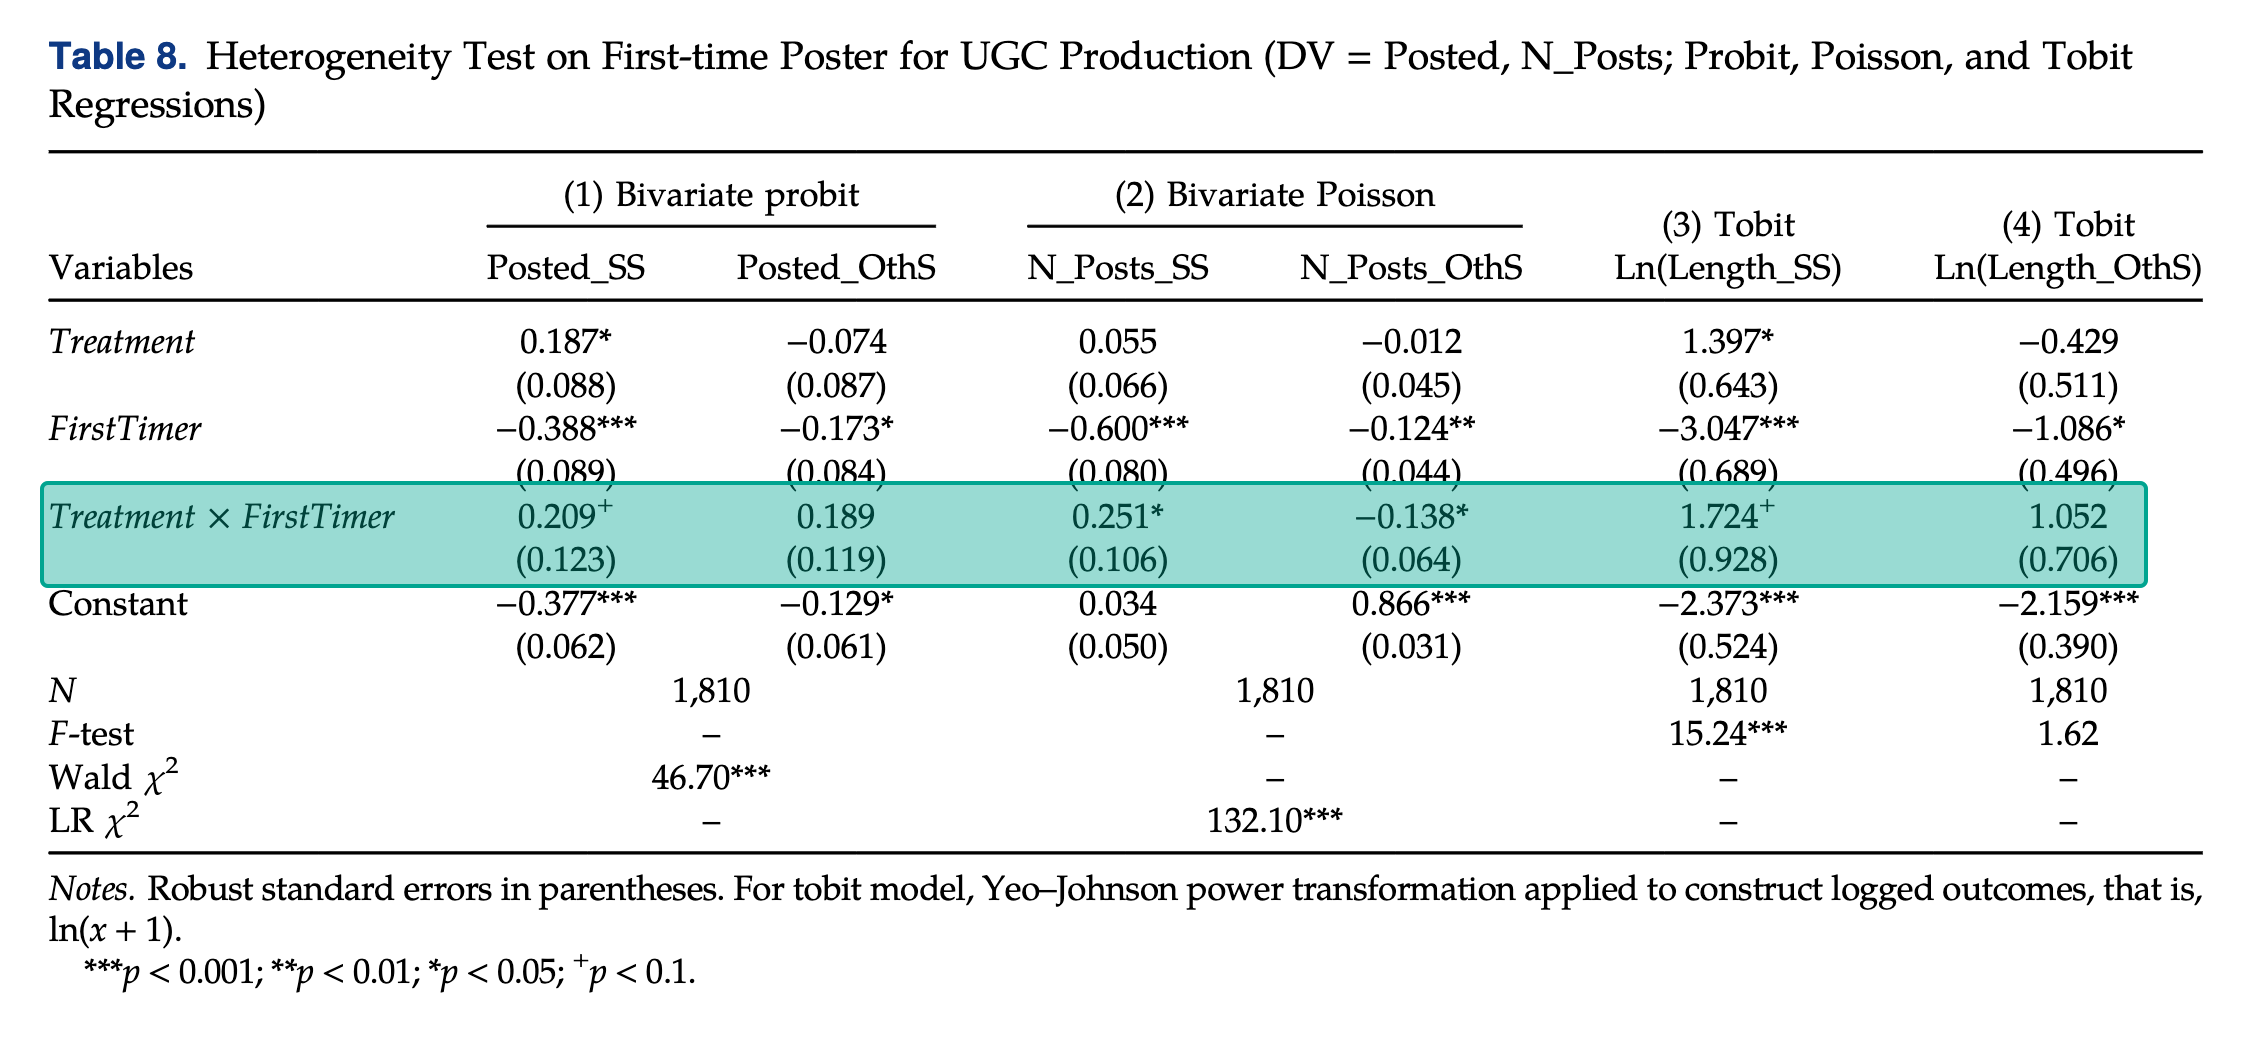 Table 8. Heterogeneity Test on First-time Poster for UGC Production (DV = Posted, N_Posts; Probit, Poisson, and Tobit
Regressions)
(1) Bivariate probit (2) Bivariate Poisson (3) Tobit (4) Tobit
Variables Posted_SS Posted_OthS N_Posts_SS N_Posts_OthS Ln(Length_SS) Ln(Length_OthS)
Treatment 0.187* −0.074 0.055 −0.012 1.397* −0.429
(0.088) (0.087) (0.066) (0.045) (0.643) (0.511)
FirstTimer −0.388*** −0.173* −0.600*** −0.124** −3.047*** −1.086*
(0.089) (0.084) (0.080) (0.044) (0.689) (0.496)
Treatment × FirstTimer 0.209+ 0.189 0.251* −0.138* 1.724+ 1.052
(0.123) (0.119) (0.106) (0.064) (0.928) (0.706)
Constant −0.377*** −0.129* 0.034 0.866*** −2.373*** −2.159***
(0.062) (0.061) (0.050) (0.031) (0.524) (0.390)
N 1,810 1,810 1,810 1,810
F-test – – 15.24*** 1.62
Wald χ² 46.70*** – – –
LR χ² – 132.10*** – –
Notes. Robust standard errors in parentheses. For tobit model, Yeo–Johnson power transformation applied to construct logged outcomes, that is,
ln(x + 1).
***p < 0.001; **p < 0.01; *p < 0.05; +p < 0.1.